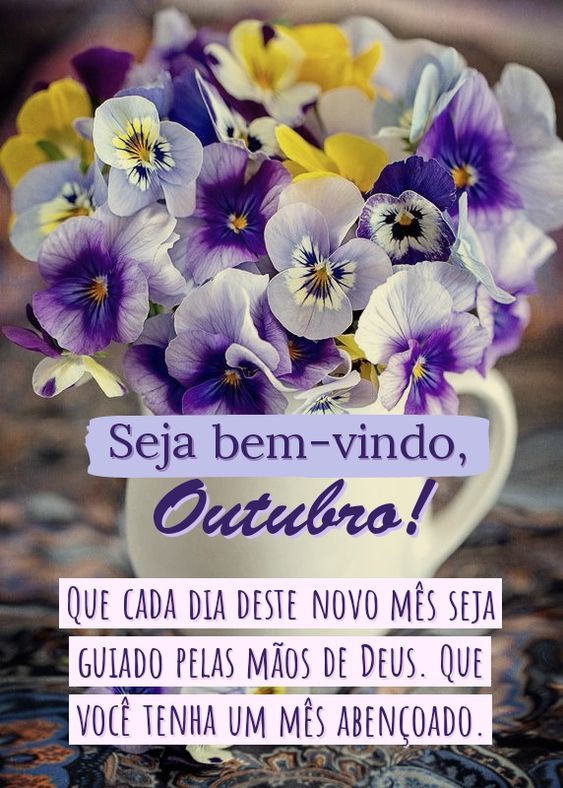 Seja bem-vindo,
Outubro!
QUE CADA DIA DESTE NOVO MÊS SEJA
GUIADO PELAS MÃOS DE DEUS. QUE
VOCÊ TENHA UM MÊS ABENÇOADO.